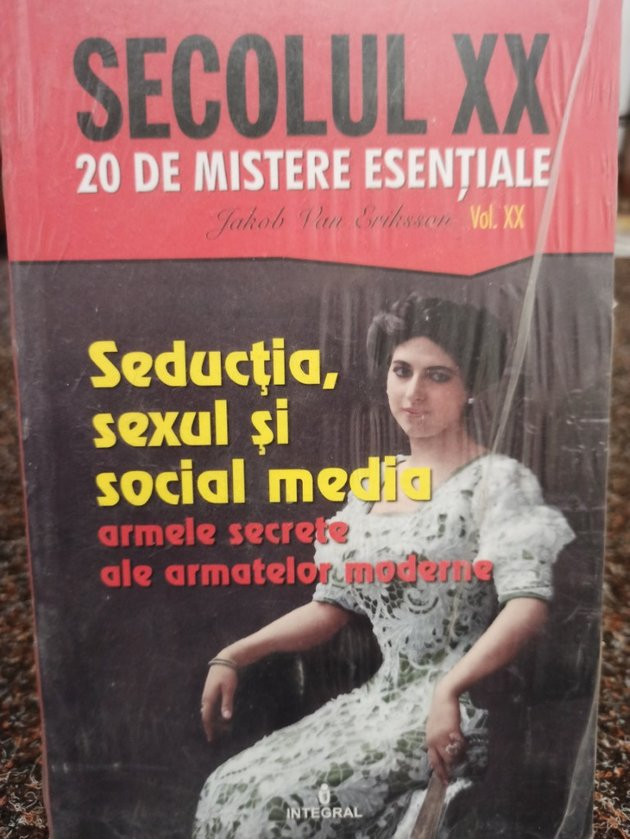 SECOLUL XX
20 DE MISTERE ESENȚIALE
Jakob Van Eriksson Vol. XX
Seducția,
sexul și
social media
armele secrete
ale armatelor moderne
INTEGRAL